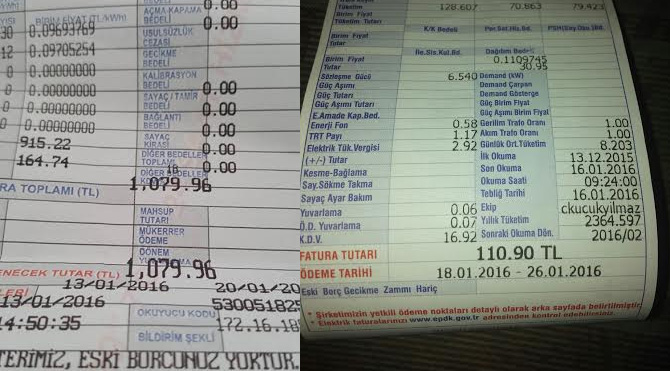 AÇMA-KAPAMA BEDELİ 0.00
BİRİM FİYAT (TL/kWh)
0.09693769
USULSÜZLÜK CEZASI
12 0.09705254
GECİKME BEDELİ
0.00000000
0.00000000 KALİBRASYON BEDELİ 0.00
0.00000000 SAYAÇ/TAMİR BEDELİ 0.00
0.00000000 BAĞLANTI BEDELİ 0.00
915.22 SAYAÇ KİRASI 0.00
164.74 DİĞER BEDELLER TOPLAMI 0.00
DİĞER BEDELLER
RA TOPLAMI (TL) 1,079.96
MAHSUP TUTARI
MÜKERRER ÖDEME
DÖNEM
ENECEK TUTAR (TL) 1,079.96
13/01/2016 20/01/20
LERİ 13/01/2016 530051825
14:50:35 OKUYUCU KODU 172.16.18
BİLDİRİM ŞEKLİ
TERİMİZ, ESKİ BORCUNUZ YOKTUR.
Tüketim 128.607 70.663 79.423
Birim Fiyat
Tutar
K/K Bedeli
Birim Fiyat Dağıtım Bedeli 0.1109745
Tutar 30.95
Sözleşme Gücü 6.540 Demand (kW)
Güç Aşımı Demand Çarpan
Güç Tutarı Demand Gösterge
Güç Aşımı Tutarı Güç Birim Fiyat
E.Amade Kap.Bed. Güç Aşımı Birim Fiyat
Enerji Fon 0.58 Gerilim Trafo Oranı 1.00
TRT Payı 1.17 Akım Trafo Oranı 1.00
Elektrik Tük.Vergisi 2.92 Günlük Ort.Tüketim 8.203
(+/-) Tutar İlk Okuma 13.12.2015
Kesme-Bağlama Son Okuma 16.01.2016
Say.Sökme Takma Okuma Saati 09:24:00
Sayaç Ayar Bakım Tebliğ Tarihi 16.01.2016
Yuvarlama 0.06 Ekip ckucukyilmaz
Ö.D. Yuvarlama 0.07 Yıllık Tüketim 2364.597
K.D.V. 16.92 Sonraki Okuma Dön. 2016/02
FATURA TUTARI 110.90 TL
ÖDEME TARİHİ 18.01.2016 - 26.01.2016
Eski Borç Gecikme Zammı Hariç
* Şirketimizin yetkili ödeme noktaları detaylı olarak arka sayfada belirtilmiştir.
* Elektrik faturalarınızı www.epdk.gov.tr adresinden kontrol edebilirsiniz.